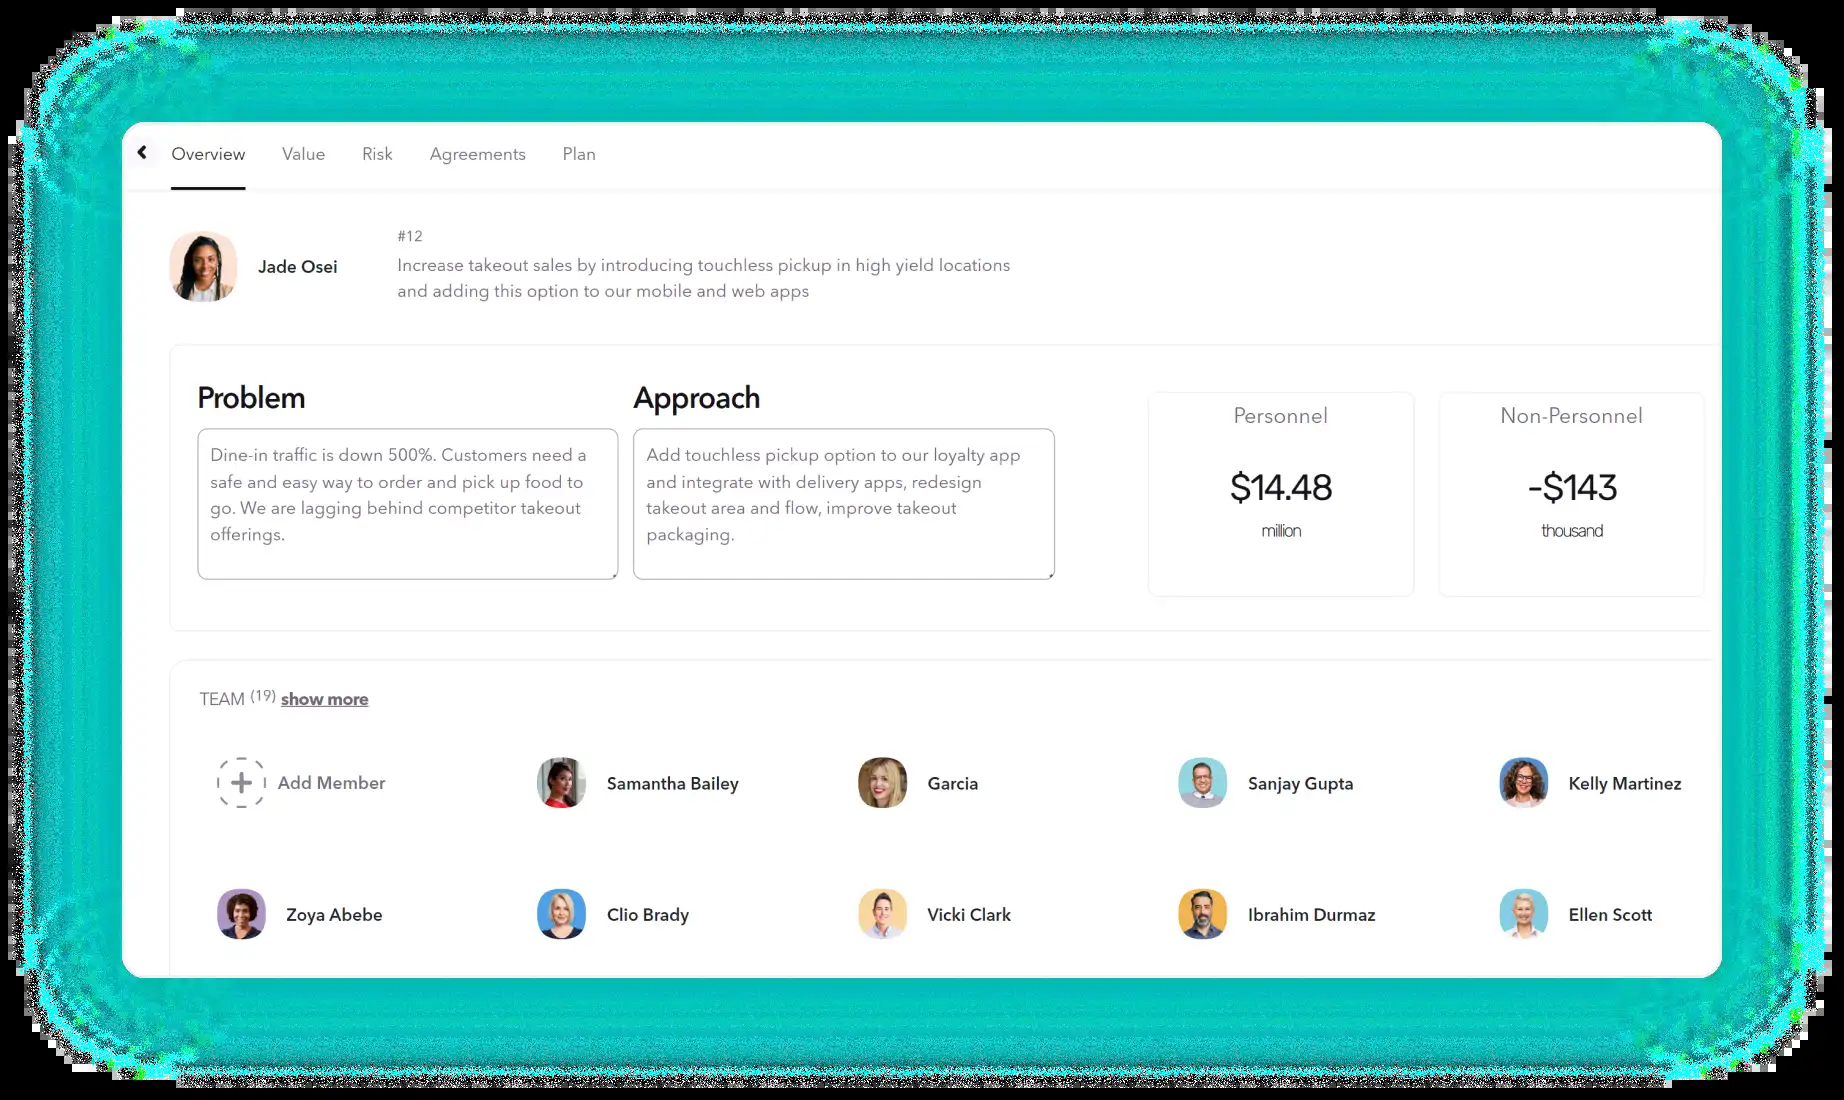 Overview Value Risk Agreements Plan
#12
Jade Osei
Increase takeout sales by introducing touchless pickup in high yield locations
and adding this option to our mobile and web apps
Problem
Dine-in traffic is down 500%. Customers need a
safe and easy way to order and pick up food to
go. We are lagging behind competitor takeout
offerings.
Approach
Add touchless pickup option to our loyalty app
and integrate with delivery apps, redesign
takeout area and flow, improve takeout
packaging.
Personnel
$14.48
million
Non-Personnel
-$143
thousand
TEAM (19) show more
Add Member
Samantha Bailey
Garcia
Sanjay Gupta
Kelly Martinez
Zoya Abebe
Clio Brady
Vicki Clark
Ibrahim Durmaz
Ellen Scott